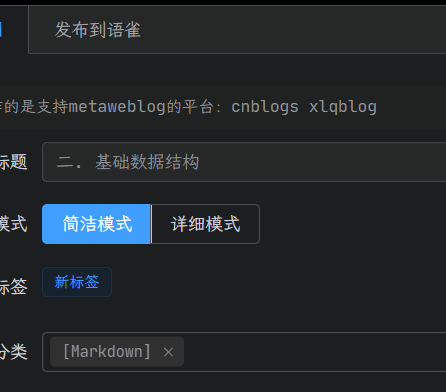 发布到语雀
的是支持metaweblog的平台: cnblogs xlqblog
标题 二. 基础数据结构
模式 简洁模式 详细模式
标签 新标签
分类 [Markdown] ×